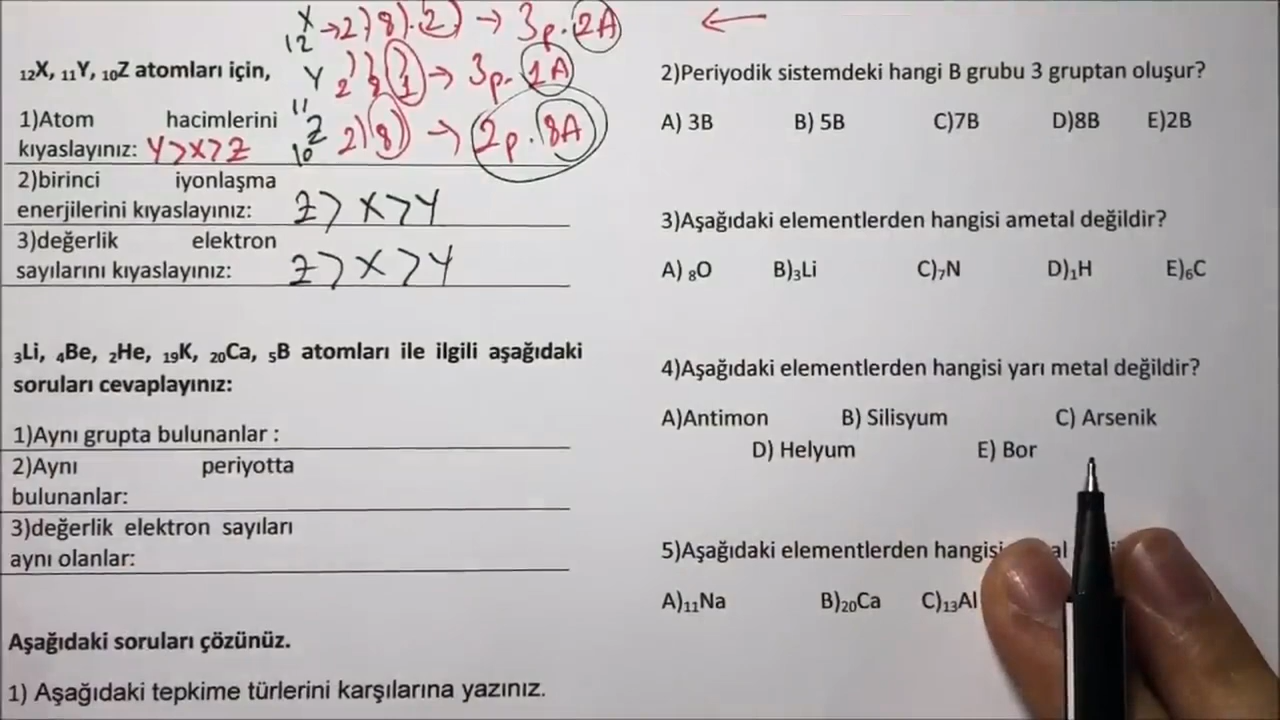 X →2)8)2) → 3p. 2A
12
₁₂X, ₁₁Y, ₁₀Z atomları için,
Y 2)8)1) → 3p. 1A
11
1)Atom hacimlerini
kıyaslayınız: Y>X>Z
Z 2)8) → 2p. 8A
10
2)birinci iyonlaşma
enerjilerini kıyaslayınız: Z>X>Y
3)değerlik elektron
sayılarını kıyaslayınız: Z>X>Y
₃Li, ₄Be, ₂He, ₁₉K, ₂₀Ca, ₅B atomları ile ilgili aşağıdaki
soruları cevaplayınız:
1)Aynı grupta bulunanlar :
2)Aynı periyotta
bulunanlar:
3)değerlik elektron sayıları
aynı olanlar:
Aşağıdaki soruları çözünüz.
1) Aşağıdaki tepkime türlerini karşılarına yazınız.
←
2)Periyodik sistemdeki hangi B grubu 3 gruptan oluşur?
A) 3B B) 5B C)7B D)8B E)2B
3)Aşağıdaki elementlerden hangisi ametal değildir?
A) ₈O B)₃Li C)₇N D)₁H E)₆C
4)Aşağıdaki elementlerden hangisi yarı metal değildir?
A)Antimon B) Silisyum C) Arsenik
D) Helyum E) Bor
5)Aşağıdaki elementlerden hangisi
A)₁₁Na B)₂₀Ca C)₁₃Al